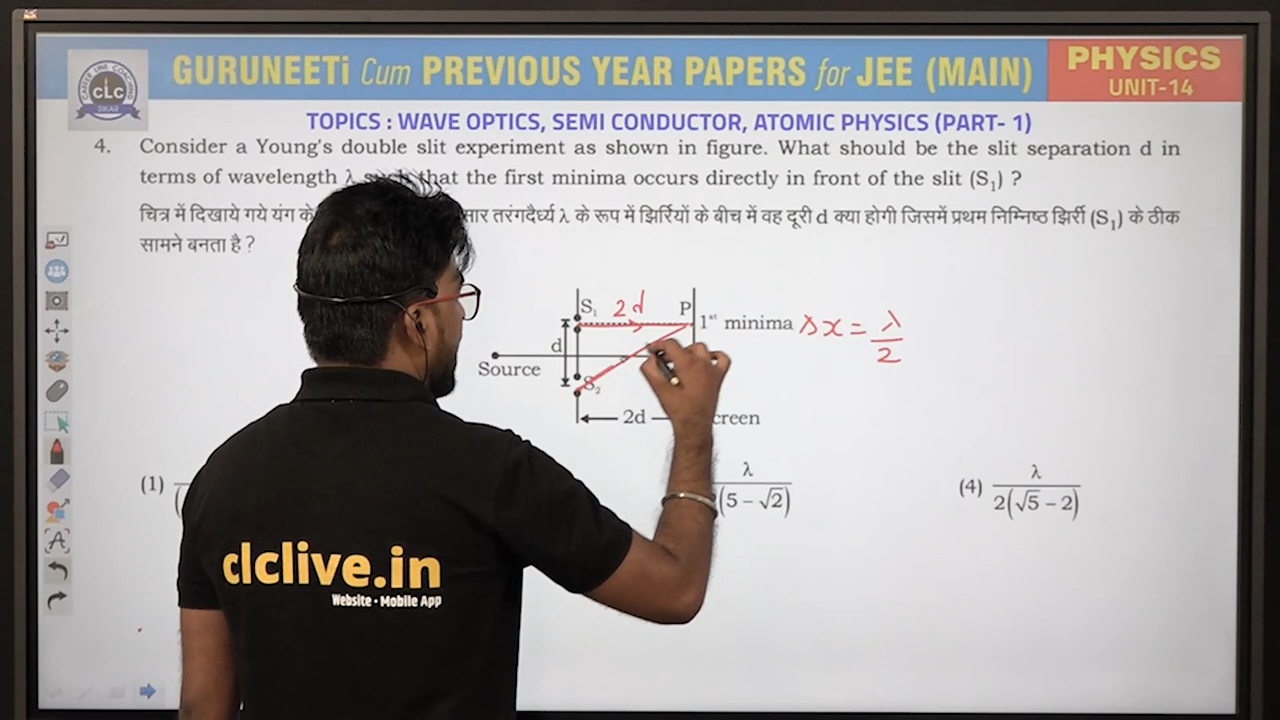 GURUNEETi Cum PREVIOUS YEAR PAPERS for JEE (MAIN)
PHYSICS
UNIT-14
CLC
SIKAR
TOPICS : WAVE OPTICS, SEMI CONDUCTOR, ATOMIC PHYSICS (PART- 1)
4. Consider a Young's double slit experiment as shown in figure. What should be the slit separation d in
terms of wavelength λ that the first minima occurs directly in front of the slit (S₁) ?
चित्र में दिखाये गये यंग के तरंगदैर्ध्य λ के रूप में झिर्रियों के बीच में वह दूरी d क्या होगी जिसमें प्रथम निम्निष्ठ झिर्री (S₁) के ठीक
सामने बनता है ?
S₁ 2d P
1st minima Δx = λ/2
d
Source
S₂
2d
(1)
λ
(5 − √2)
(4) λ/2(√5 − 2)
clclive.in
Website • Mobile App